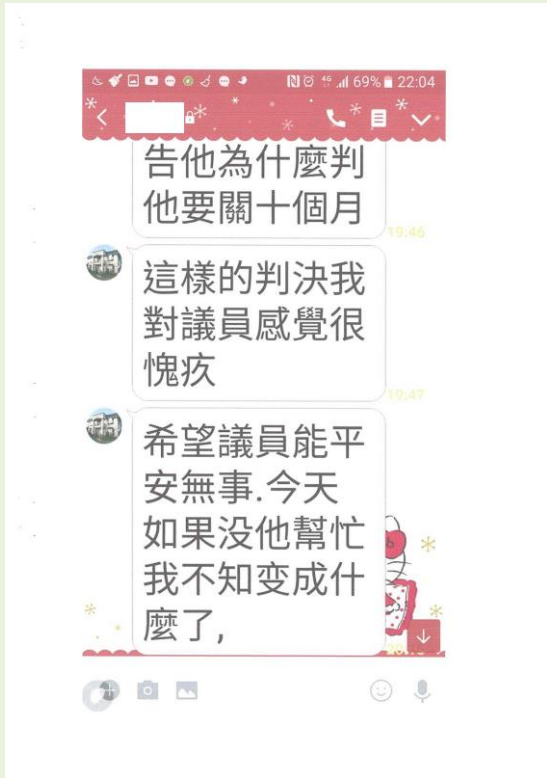 4G 69% 22:04
告他為什麼判
他要關十個月
19:46
這樣的判決我
對議員感覺很
愧疚
19:47
希望議員能平
安無事.今天
如果没他幫忙
我不知变成什
麼了,